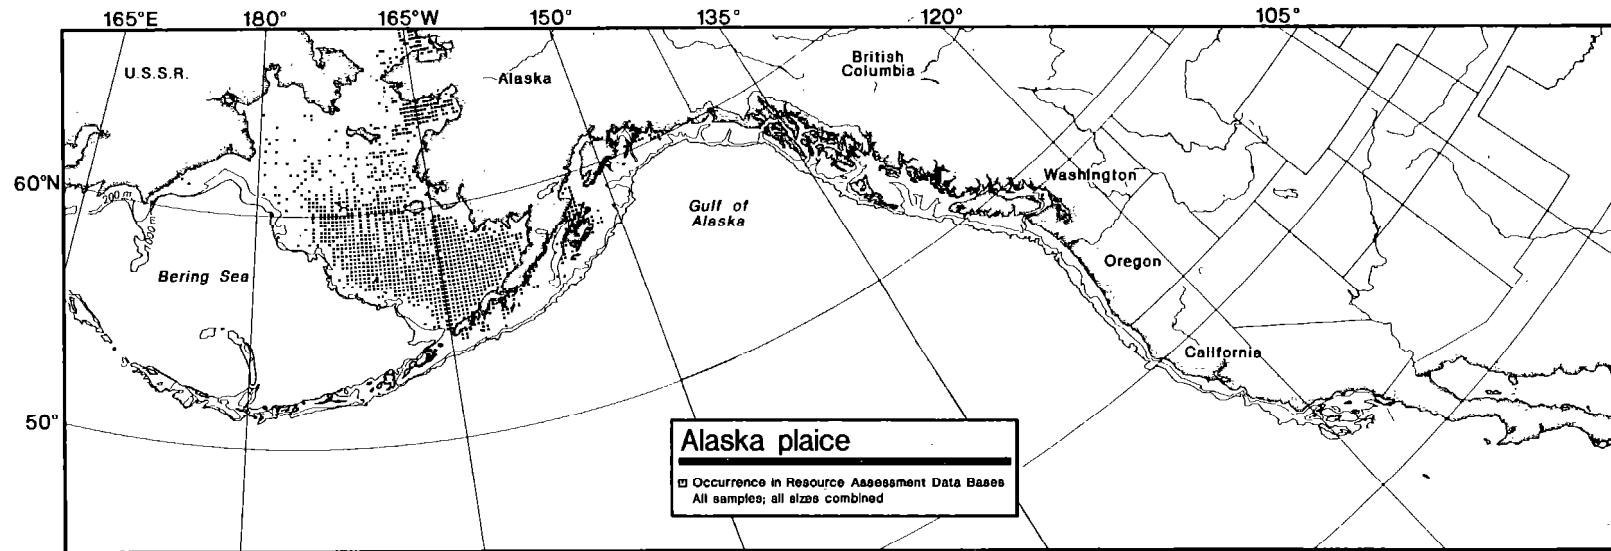 165°E 180° 165°W 150° 135° 120° 105°
U.S.S.R.
Alaska
British
Columbia
60°N
200 m
Washington
Gulf of
Alaska
Bering Sea
Oregon
California
50°
Alaska plaice
Occurrence in Resource Assessment Data Bases
All samples; all sizes combined